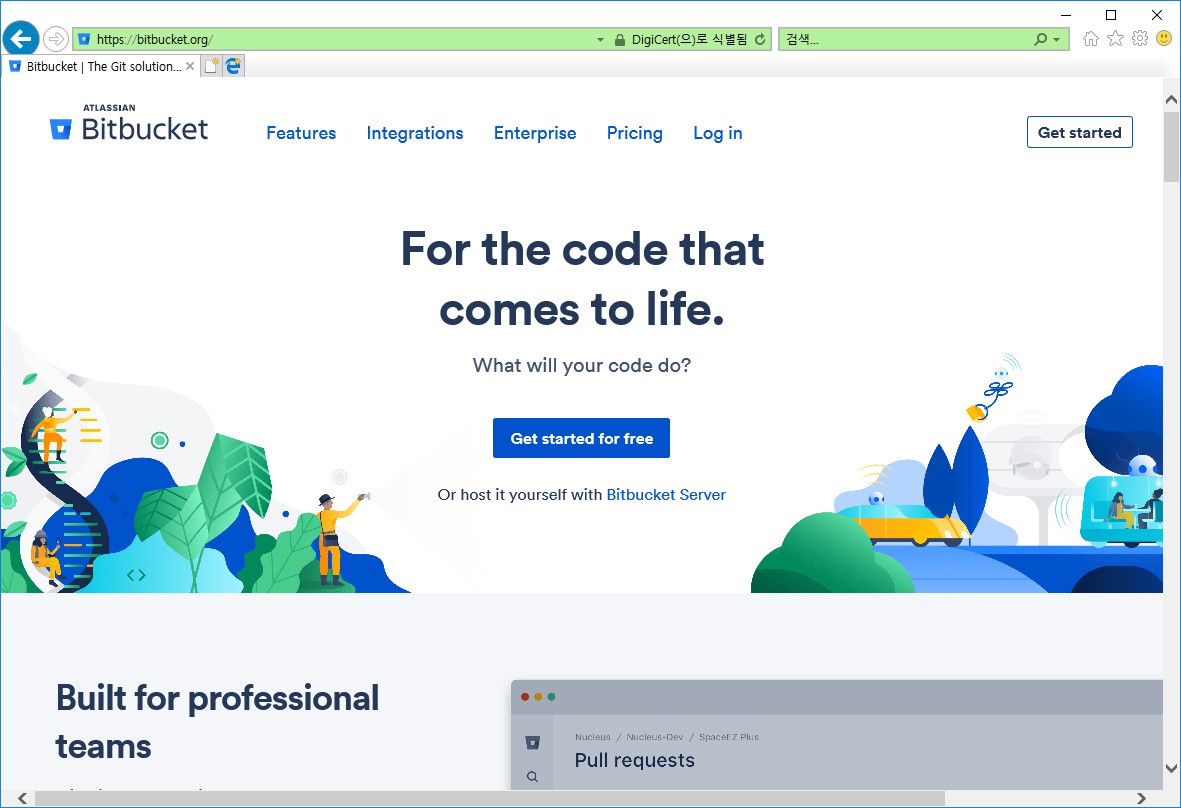 https://bitbucket.org/
DigiCert(으)로 식별됨
검색...
Bitbucket | The Git solution...
ATLASSIAN
Bitbucket
Features
Integrations
Enterprise
Pricing
Log in
Get started
For the code that
comes to life.
What will your code do?
Get started for free
Or host it yourself with Bitbucket Server
Built for professional
teams
Nucleus / Nucleus-Dev / SpaceEZ Plus
Pull requests